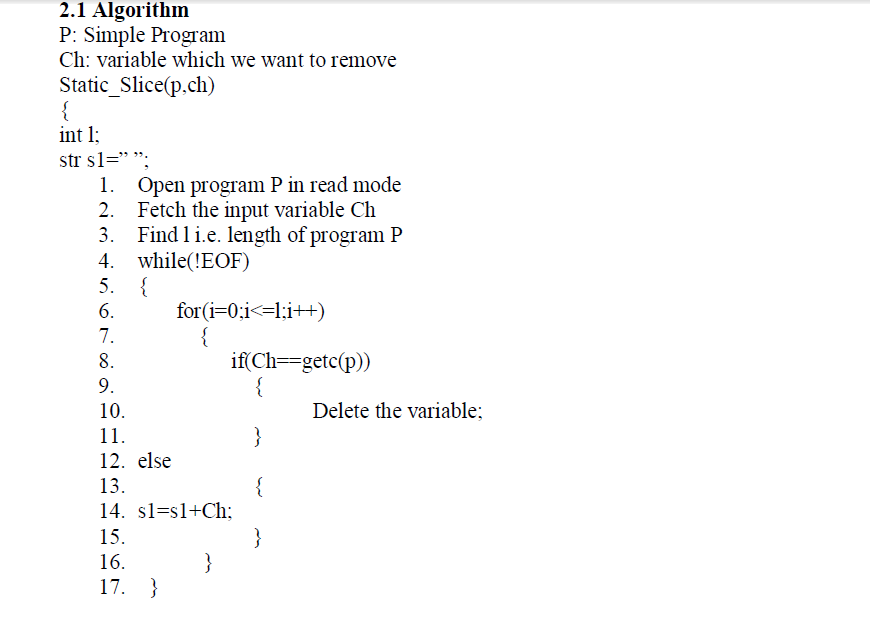 2.1 Algorithm
P: Simple Program
Ch: variable which we want to remove
Static_Slice(p,ch)
{
int l;
str s1=” ”;
1. Open program P in read mode
2. Fetch the input variable Ch
3. Find l i.e. length of program P
4. while(!EOF)
5. {
6. for(i=0;i<=l;i++)
7. {
8. if(Ch==getc(p))
9. {
10. Delete the variable;
11. }
12. else
13. {
14. s1=s1+Ch;
15. }
16. }
17. }